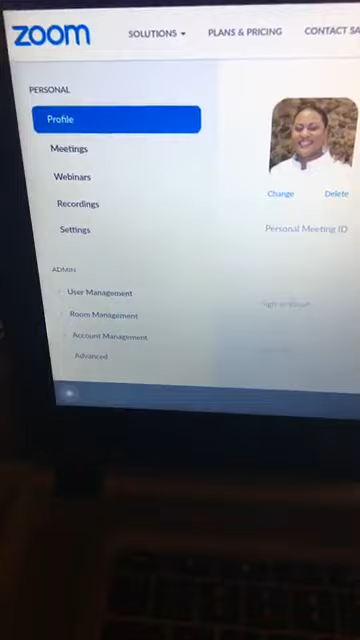 zoom
SOLUTIONS PLANS & PRICING CONTACT SA
PERSONAL
Profile
Meetings
Webinars
Recordings
Settings
Change Delete
Personal Meeting ID
ADMIN
User Management
Room Management
Account Management
Advanced